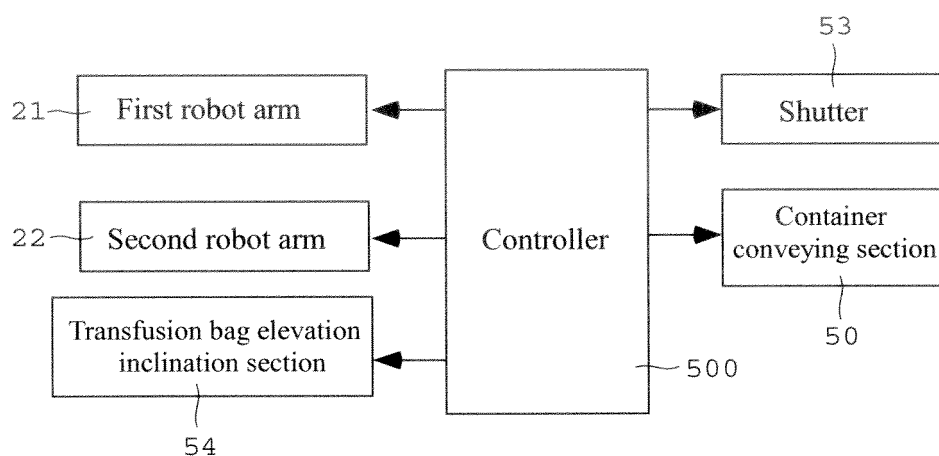 53
21
First robot arm
Shutter
22
Second robot arm
Controller
Container
conveying section
Transfusion bag elevation
inclination section
50
500
54